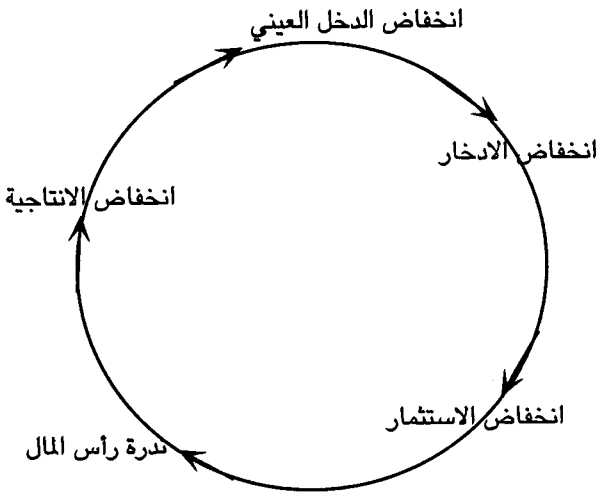 انخفاض الدخل العيني
انخفاض الادخار
انخفاض الانتاجية
انخفاض الاستثمار
ندرة رأس المال